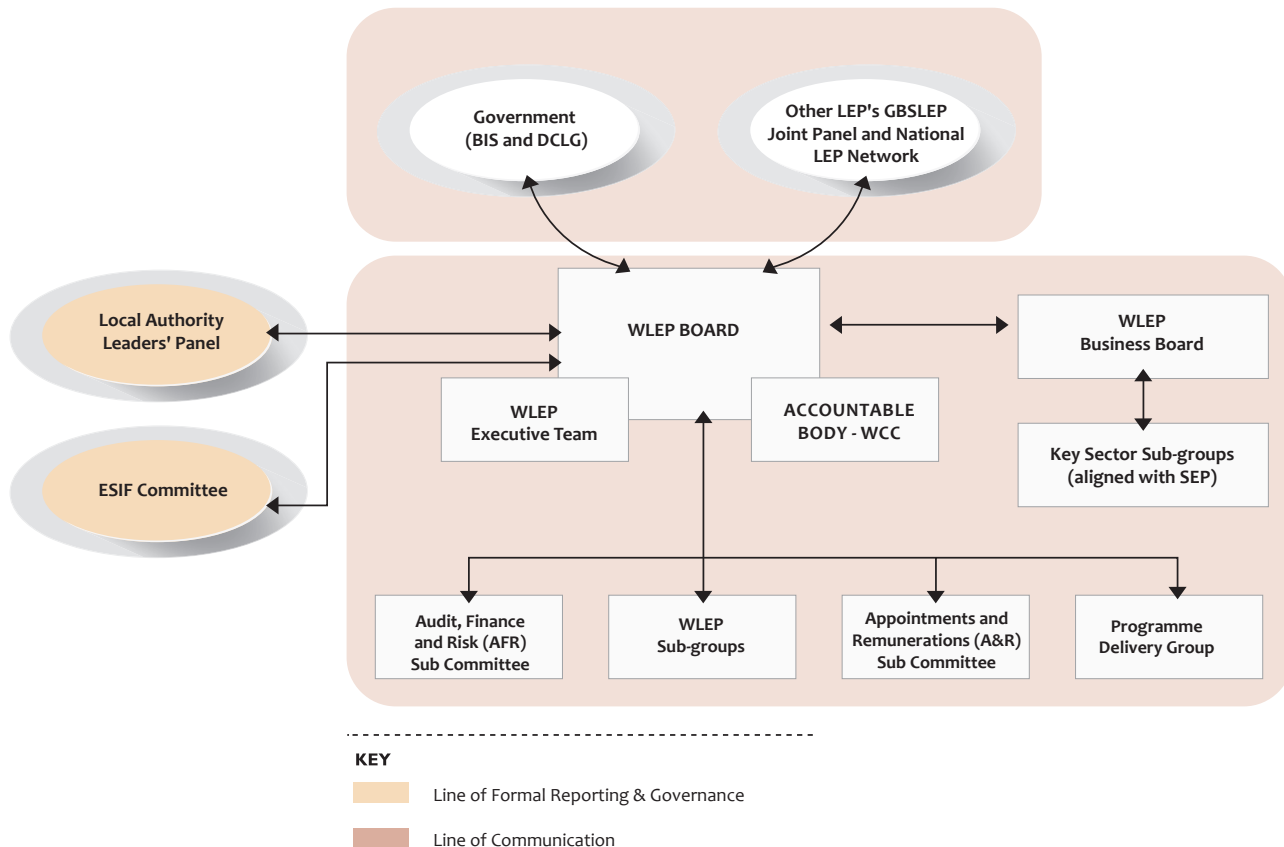 Government
(BIS and DCLG)
Other LEP's GBSLEP
Joint Panel and National
LEP Network
Local Authority
Leaders' Panel
ESIF Committee
WLEP BOARD
WLEP
Executive Team
ACCOUNTABLE
BODY - WCC
WLEP
Business Board
Key Sector Sub-groups
(aligned with SEP)
Audit, Finance
and Risk (AFR)
Sub Committee
WLEP
Sub-groups
Appointments and
Remunerations (A&R)
Sub Committee
Programme
Delivery Group
KEY
Line of Formal Reporting & Governance
Line of Communication